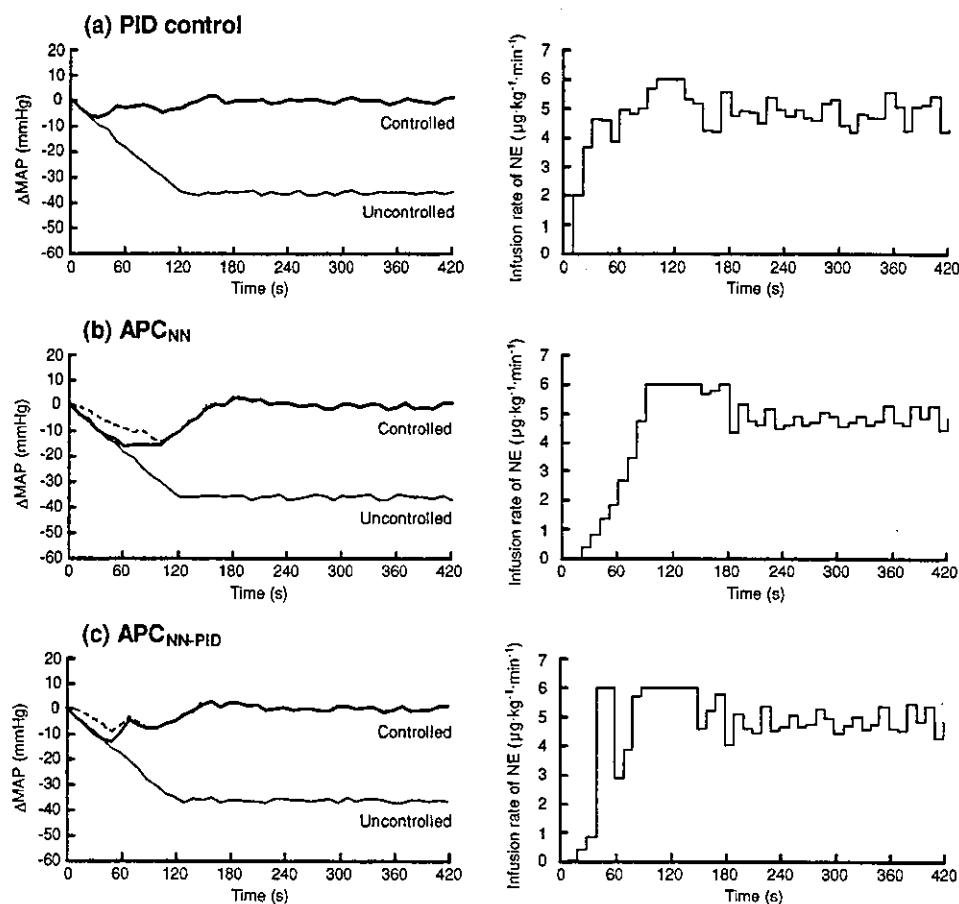 (a) PID control
20
10
0
-10
-20
-30
-40
-50
-60
ΔMAP (mmHg)
Controlled
Uncontrolled
0 60 120 180 240 300 360 420
Time (s)
7
6
5
4
3
2
1
0
Infusion rate of NE (µg·kg⁻¹·min⁻¹)
0 60 120 180 240 300 360 420
Time (s)
(b) APC_NN
20
10
0
-10
-20
-30
-40
-50
-60
ΔMAP (mmHg)
Controlled
Uncontrolled
0 60 120 180 240 300 360 420
Time (s)
7
6
5
4
3
2
1
0
Infusion rate of NE (µg·kg⁻¹·min⁻¹)
0 60 120 180 240 300 360 420
Time (s)
(c) APC_NN-PID
20
10
0
-10
-20
-30
-40
-50
-60
ΔMAP (mmHg)
Controlled
Uncontrolled
0 60 120 180 240 300 360 420
Time (s)
7
6
5
4
3
2
1
0
Infusion rate of NE (µg·kg⁻¹·min⁻¹)
0 60 120 180 240 300 360 420
Time (s)